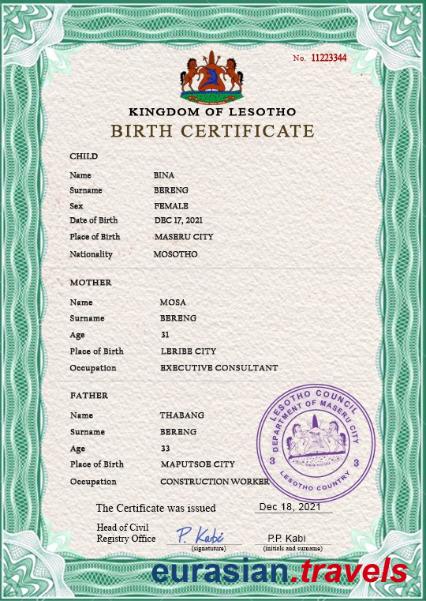 No. 11223344
KINGDOM OF LESOTHO
BIRTH CERTIFICATE
CHILD
Name BINA
Surname BERENG
Sex FEMALE
Date of Birth DEC 17, 2021
Place of Birth MASERU CITY
Nationality MOSOTHO
MOTHER
Name MOSA
Surname BERENG
Age 31
Place of Birth LERIBE CITY
Occupation EXECUTIVE CONSULTANT
FATHER
Name THABANG
Surname BERENG
Age 33
Place of Birth MAPUTSOE CITY
Occupation CONSTRUCTION WORKER
LESOTHO COUNCIL
DEPARTMENT OF MASERU CITY
3 3
LESOTHO COUNTRY
The Certificate was issued Dec 18, 2021
Head of Civil
Registry Office P. Kabi P.P. Kabi
(signature) (initials and surname)
eurasian.travels